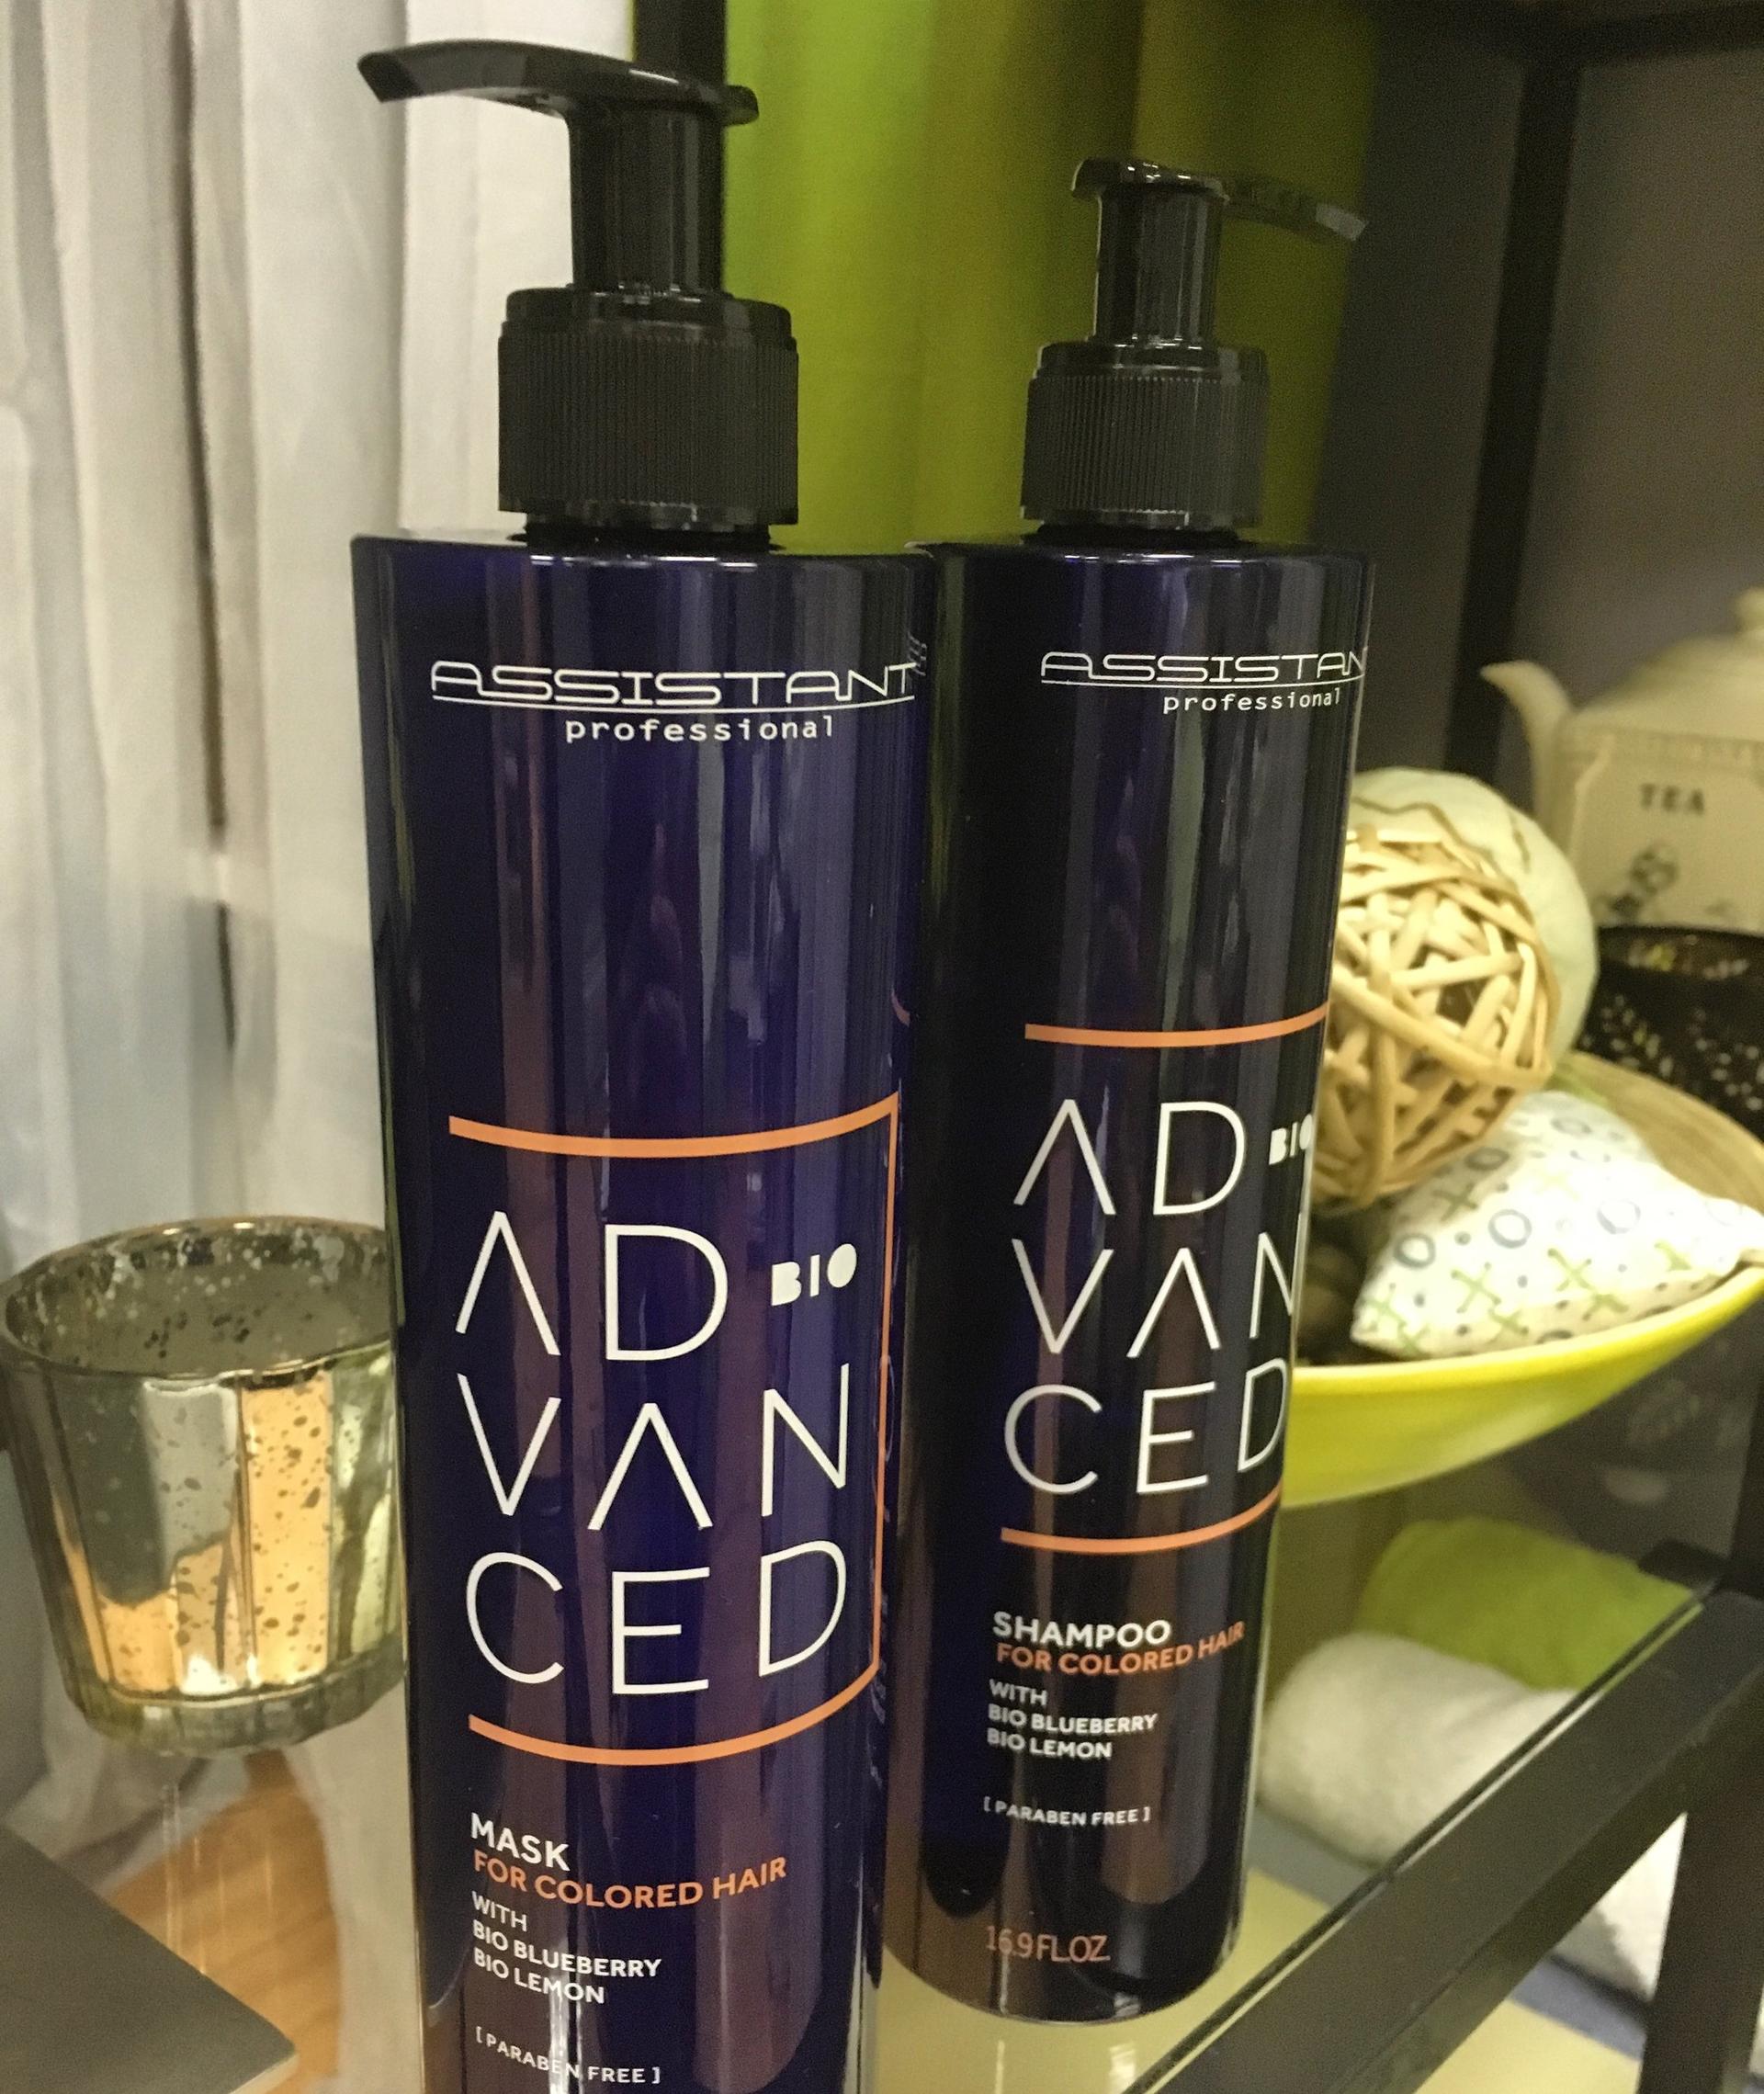 ASSISTANT
professional
AD BIO
VAN
CED
MASK
FOR COLORED HAIR
WITH
BIO BLUEBERRY
BIO LEMON
[ PARABEN FREE ]
ASSISTAN
professional
AD BIO
VAN
CED
SHAMPOO
FOR COLORED HAIR
WITH
BIO BLUEBERRY
BIO LEMON
[ PARABEN FREE ]
16.9 FL OZ
TEA